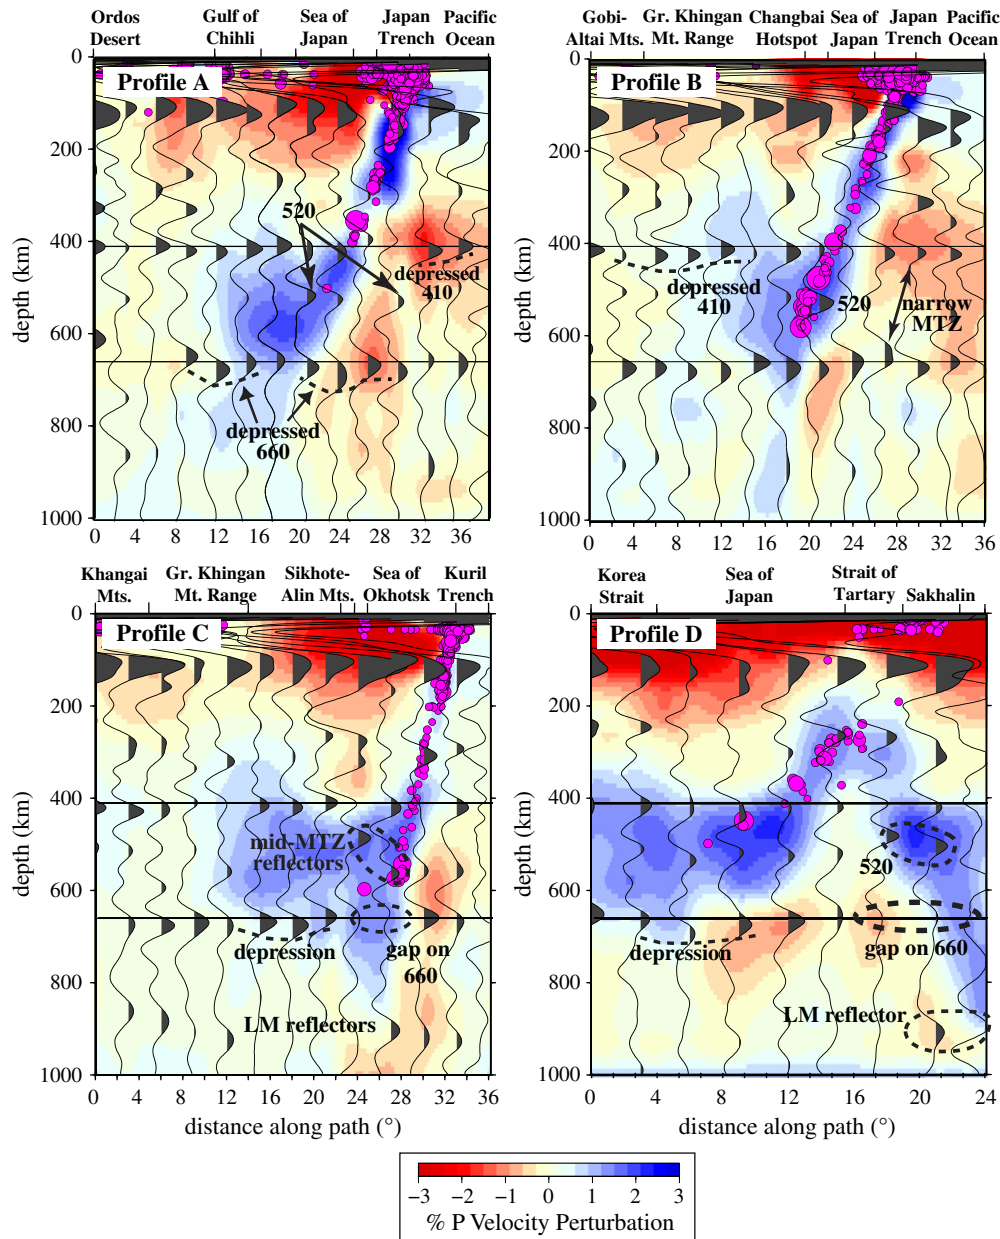 Ordos Gulf of Sea of Japan Pacific
Desert Chihli Japan Trench Ocean
Profile A
520
depressed
410
depressed
660
0
200
400
600
800
1000
depth (km)
0 4 8 12 16 20 24 28 32 36
Gobi- Gr. Khingan Changbai Sea of Japan Pacific
Altai Mts. Mt. Range Hotspot Japan Trench Ocean
Profile B
depressed
410
520
narrow
MTZ
0
200
400
600
800
1000
depth (km)
0 4 8 12 16 20 24 28 32 36
Khangai Gr. Khingan Sikhote- Sea of Kuril
Mts. Mt. Range Alin Mts. Okhotsk Trench
Profile C
mid-MTZ
reflectors
depression
gap on
660
LM reflectors
0
200
400
600
800
1000
depth (km)
0 4 8 12 16 20 24 28 32 36
distance along path (°)
Korea Sea of Strait of
Strait Japan Tartary Sakhalin
Profile D
520
depression
gap on 660
LM reflector
0
200
400
600
800
1000
depth (km)
0 4 8 12 16 20 24
distance along path (°)
−3 −2 −1 0 1 2 3
% P Velocity Perturbation